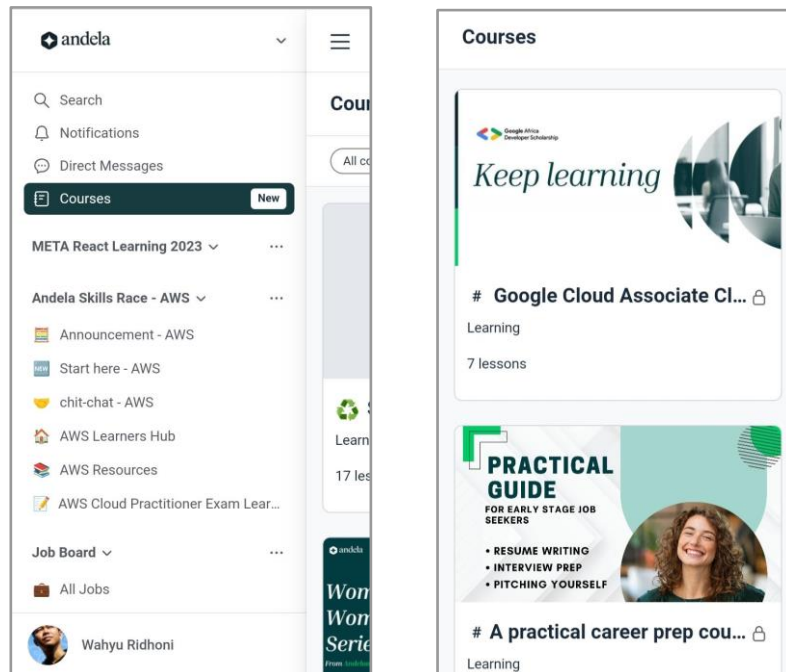 andela
Search
Notifications
Direct Messages
Courses
New
META React Learning 2023
Andela Skills Race - AWS
Announcement - AWS
Start here - AWS
chit-chat - AWS
AWS Learners Hub
AWS Resources
AWS Cloud Practitioner Exam Lear...
Job Board
All Jobs
Wahyu Ridhoni
Cour
All co
Learn
17 les
andela
Wom
Wom
Serie
Courses
Google Africa
Developer Scholarship
Keep learning
# Google Cloud Associate Cl...
Learning
7 lessons
PRACTICAL
GUIDE
FOR EARLY STAGE JOB
SEEKERS
• RESUME WRITING
• INTERVIEW PREP
• PITCHING YOURSELF
# A practical career prep cou...
Learning